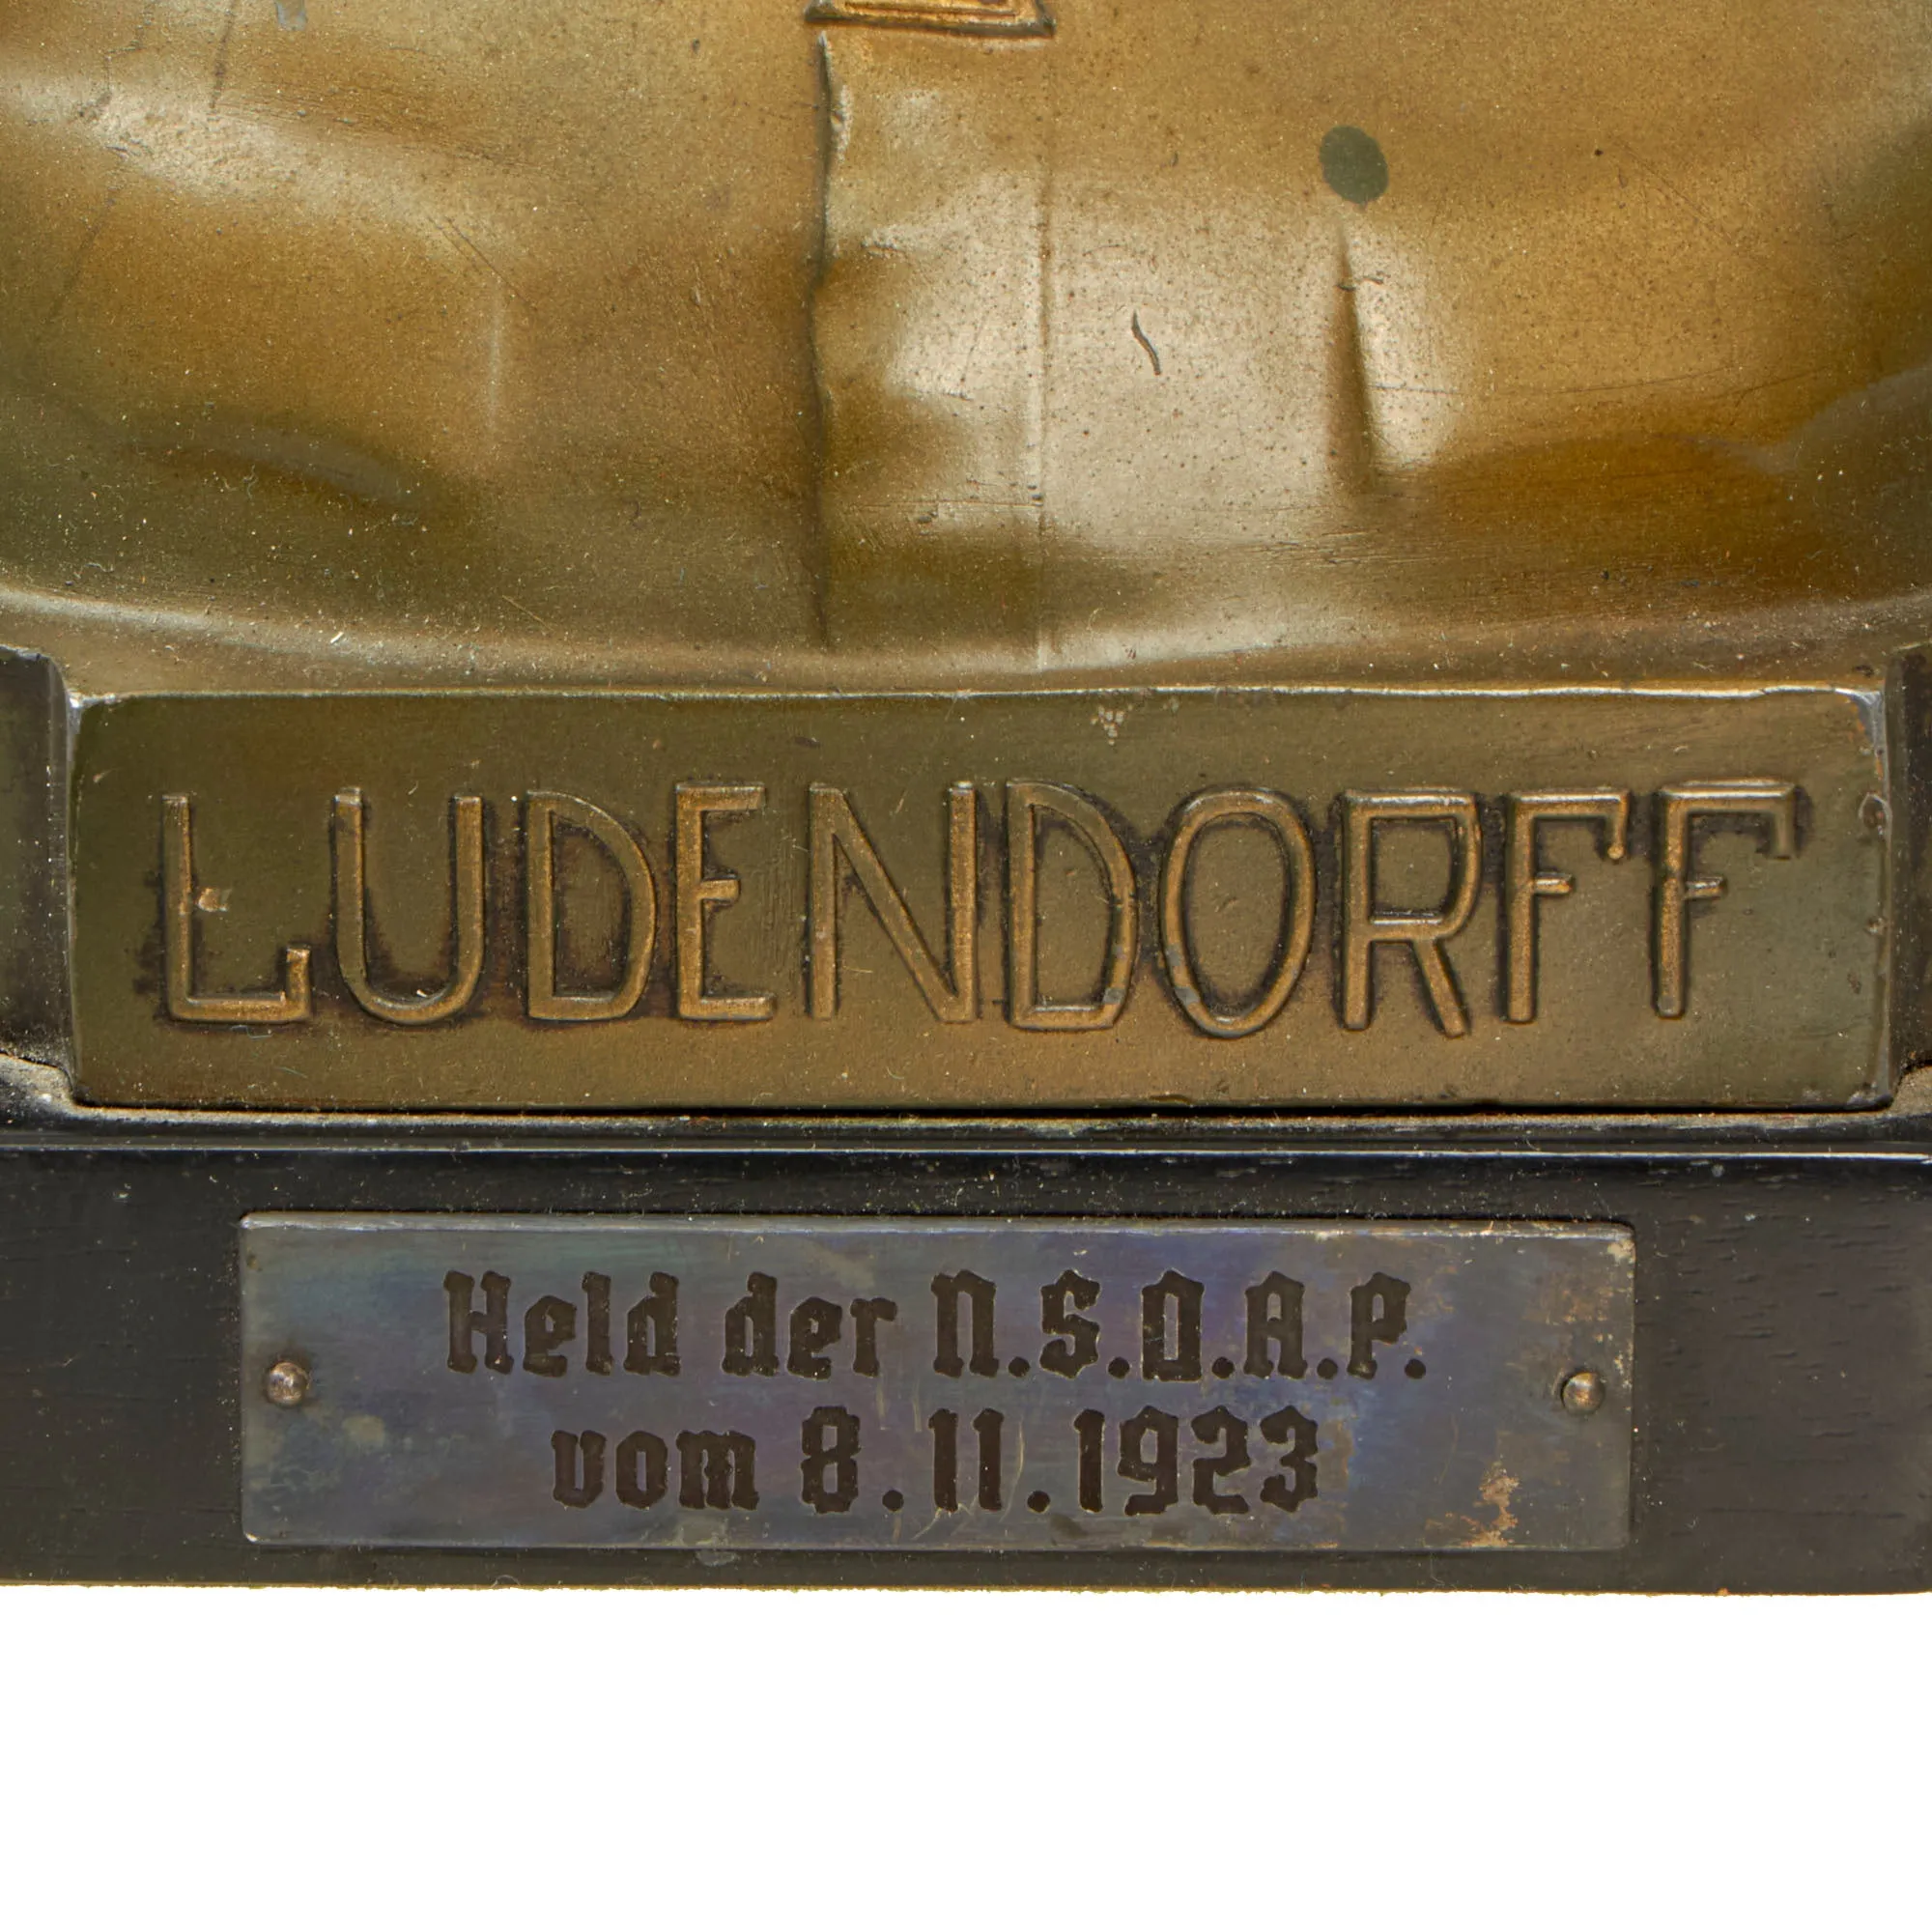 LUDENDORFF
Held der N.S.D.A.P.
vom 8.11.1923